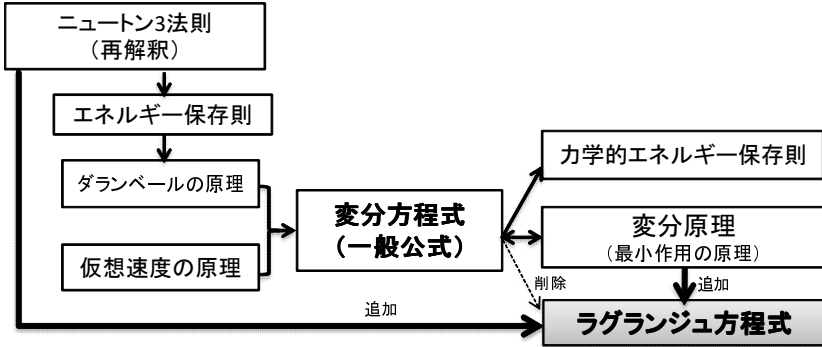 ニュートン3法則
(再解釈)
エネルギー保存則
ダランベールの原理
仮想速度の原理
変分方程式
(一般公式)
力学的エネルギー保存則
変分原理
(最小作用の原理)
削除
追加
追加
ラグランジュ方程式